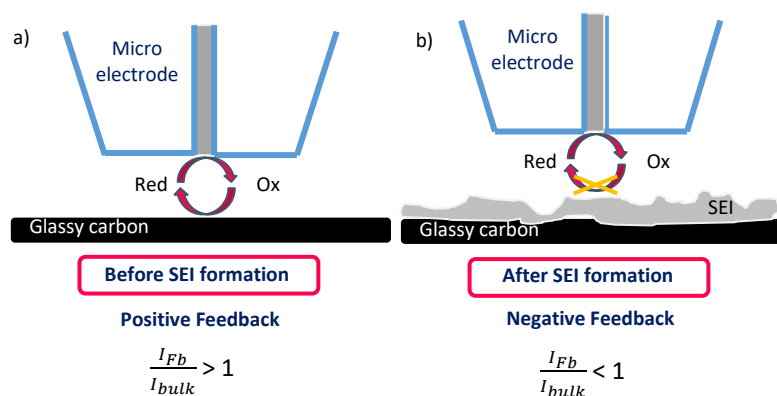 a)
Micro
electrode
Red
Ox
Glassy carbon
Before SEI formation
Positive Feedback
I_Fb / I_bulk > 1
b)
Micro
electrode
Red
Ox
SEI
Glassy carbon
After SEI formation
Negative Feedback
I_Fb / I_bulk < 1